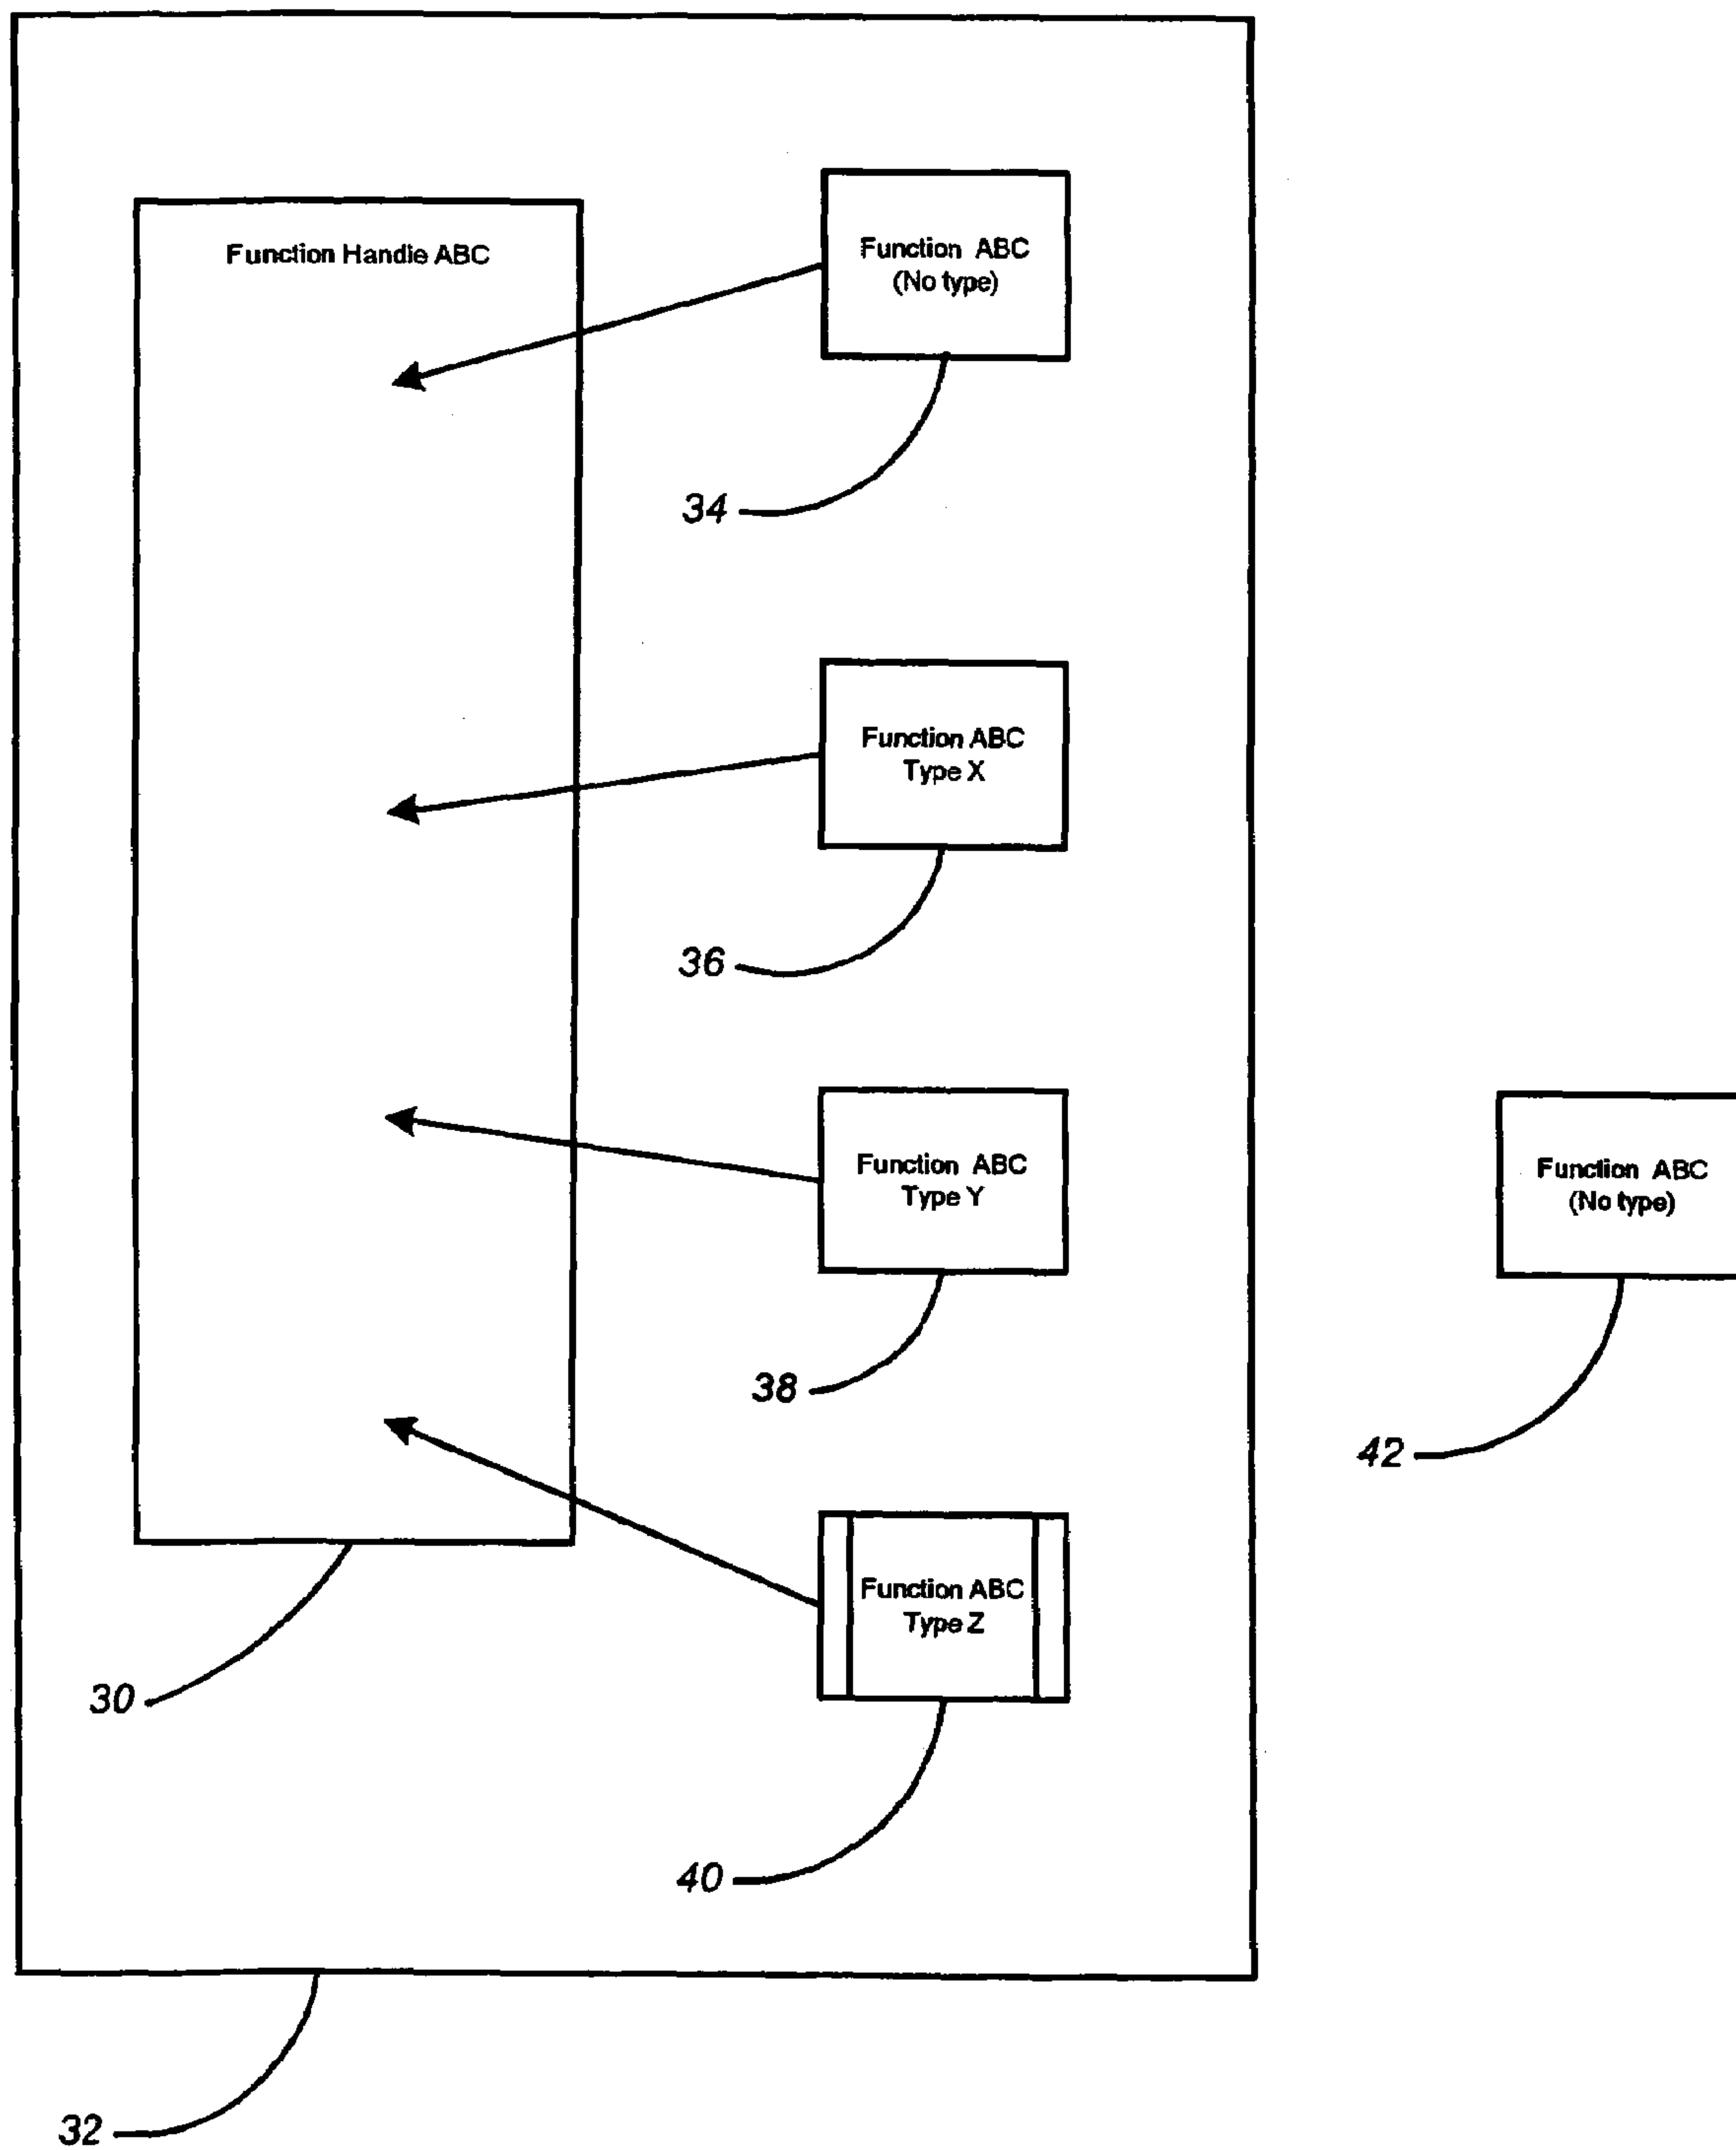 Function Handle ABC
Function ABC
(No type)
34
Function ABC
Type X
36
Function ABC
Type Y
38
Function ABC
(No type)
42
Function ABC
Type Z
30
40
32